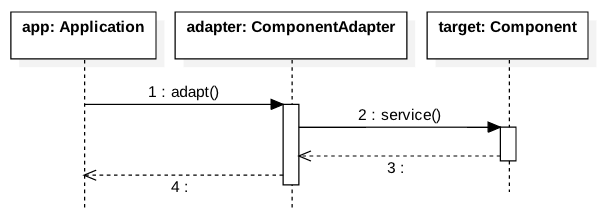 app: Application
adapter: ComponentAdapter
target: Component
1 : adapt()
2 : service()
3 :
4 :